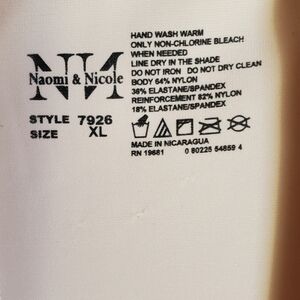 HAND WASH WARM
ONLY NON-CHLORINE BLEACH
WHEN NEEDED
LINE DRY IN THE SHADE
DO NOT IRON DO NOT DRY CLEAN
BODY 64% NYLON
36% ELASTANE/SPANDEX
REINFORCEMENT 82% NYLON
18% ELASTANE/SPANDEX
MADE IN NICARAGUA
RN 19681 0 80225 54859 4
NN
Naomi & Nicole
STYLE 7926
SIZE XL